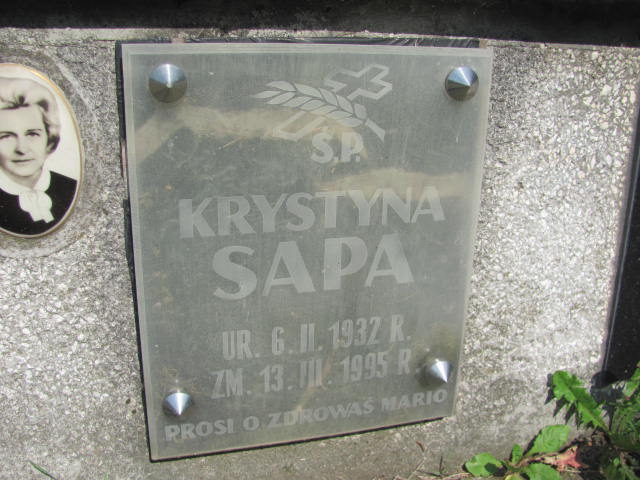 Ś.P.
KRYSTYNA
SAPA
UR. 6. II. 1932 R.
ZM. 13. III. 1995 R.
PROSI O ZDROWAŚ MARIO